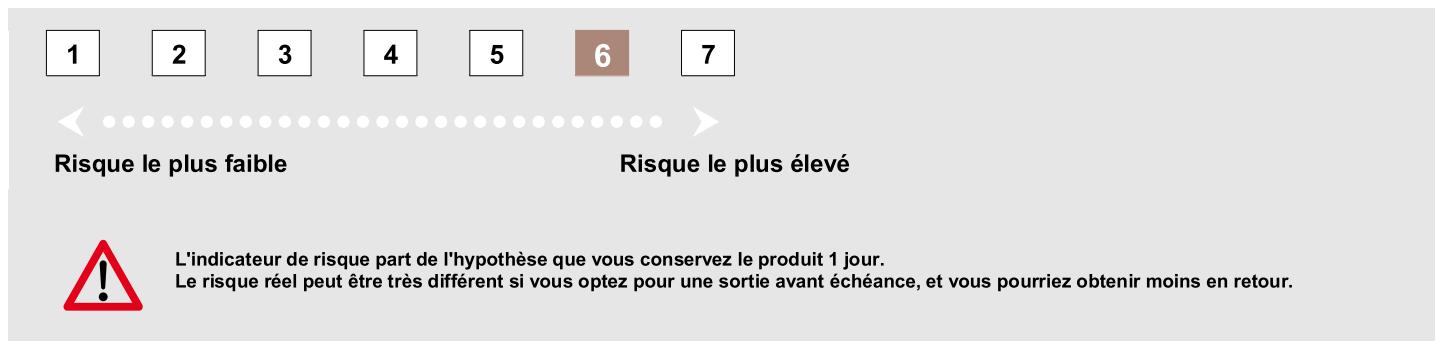 1 2 3 4 5 6 7
Risque le plus faible Risque le plus élevé
L'indicateur de risque part de l'hypothèse que vous conservez le produit 1 jour.
Le risque réel peut être très différent si vous optez pour une sortie avant échéance, et vous pourriez obtenir moins en retour.